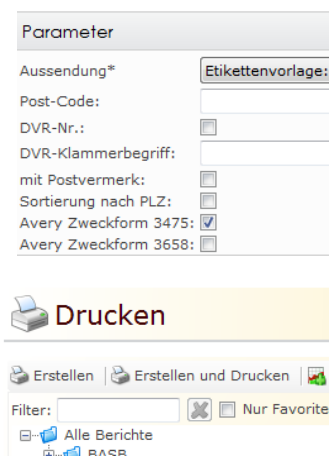 Parameter
Aussendung* Etikettenvorlage:
Post-Code:
DVR-Nr.:
DVR-Klammerbegriff:
mit Postvermerk:
Sortierung nach PLZ:
Avery Zweckform 3475:
Avery Zweckform 3658:
Drucken
Erstellen Erstellen und Drucken
Filter: Nur Favorite
Alle Berichte
BASB